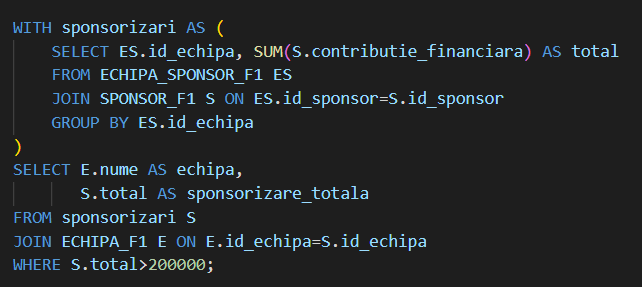 WITH sponsorizari AS (
SELECT ES.id_echipa, SUM(S.contributie_financiara) AS total
FROM ECHIPA_SPONSOR_F1 ES
JOIN SPONSOR_F1 S ON ES.id_sponsor=S.id_sponsor
GROUP BY ES.id_echipa
)
SELECT E.nume AS echipa,
S.total AS sponsorizare_totala
FROM sponsorizari S
JOIN ECHIPA_F1 E ON E.id_echipa=S.id_echipa
WHERE S.total>200000;